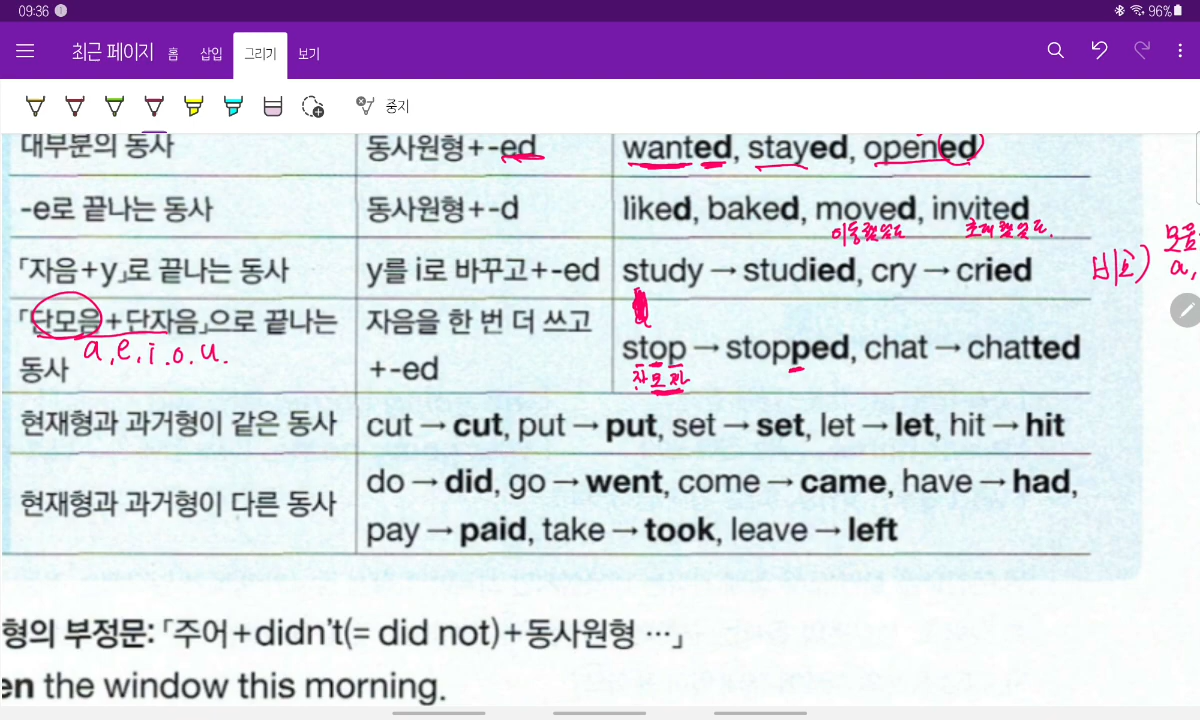 09:36
96%
최근 페이지 홈 삽입 그리기 보기
중지
대부분의 동사 동사원형+-ed wanted, stayed, opened
-e로 끝나는 동사 동사원형+-d liked, baked, moved, invited
이동했었도 초대했었도.
「자음+y」로 끝나는 동사 y를 i로 바꾸고+-ed study → studied, cry → cried
비교) 모음
a,
「단모음+단자음」으로 끝나는 동사 자음을 한 번 더 쓰고 +-ed stop → stopped, chat → chatted
a, e, i, o, u.
자 모 자
현재형과 과거형이 같은 동사 cut → cut, put → put, set → set, let → let, hit → hit
현재형과 과거형이 다른 동사 do → did, go → went, come → came, have → had,
pay → paid, take → took, leave → left
형의 부정문: 「주어+didn't(= did not)+동사원형 …」
en the window this morning.